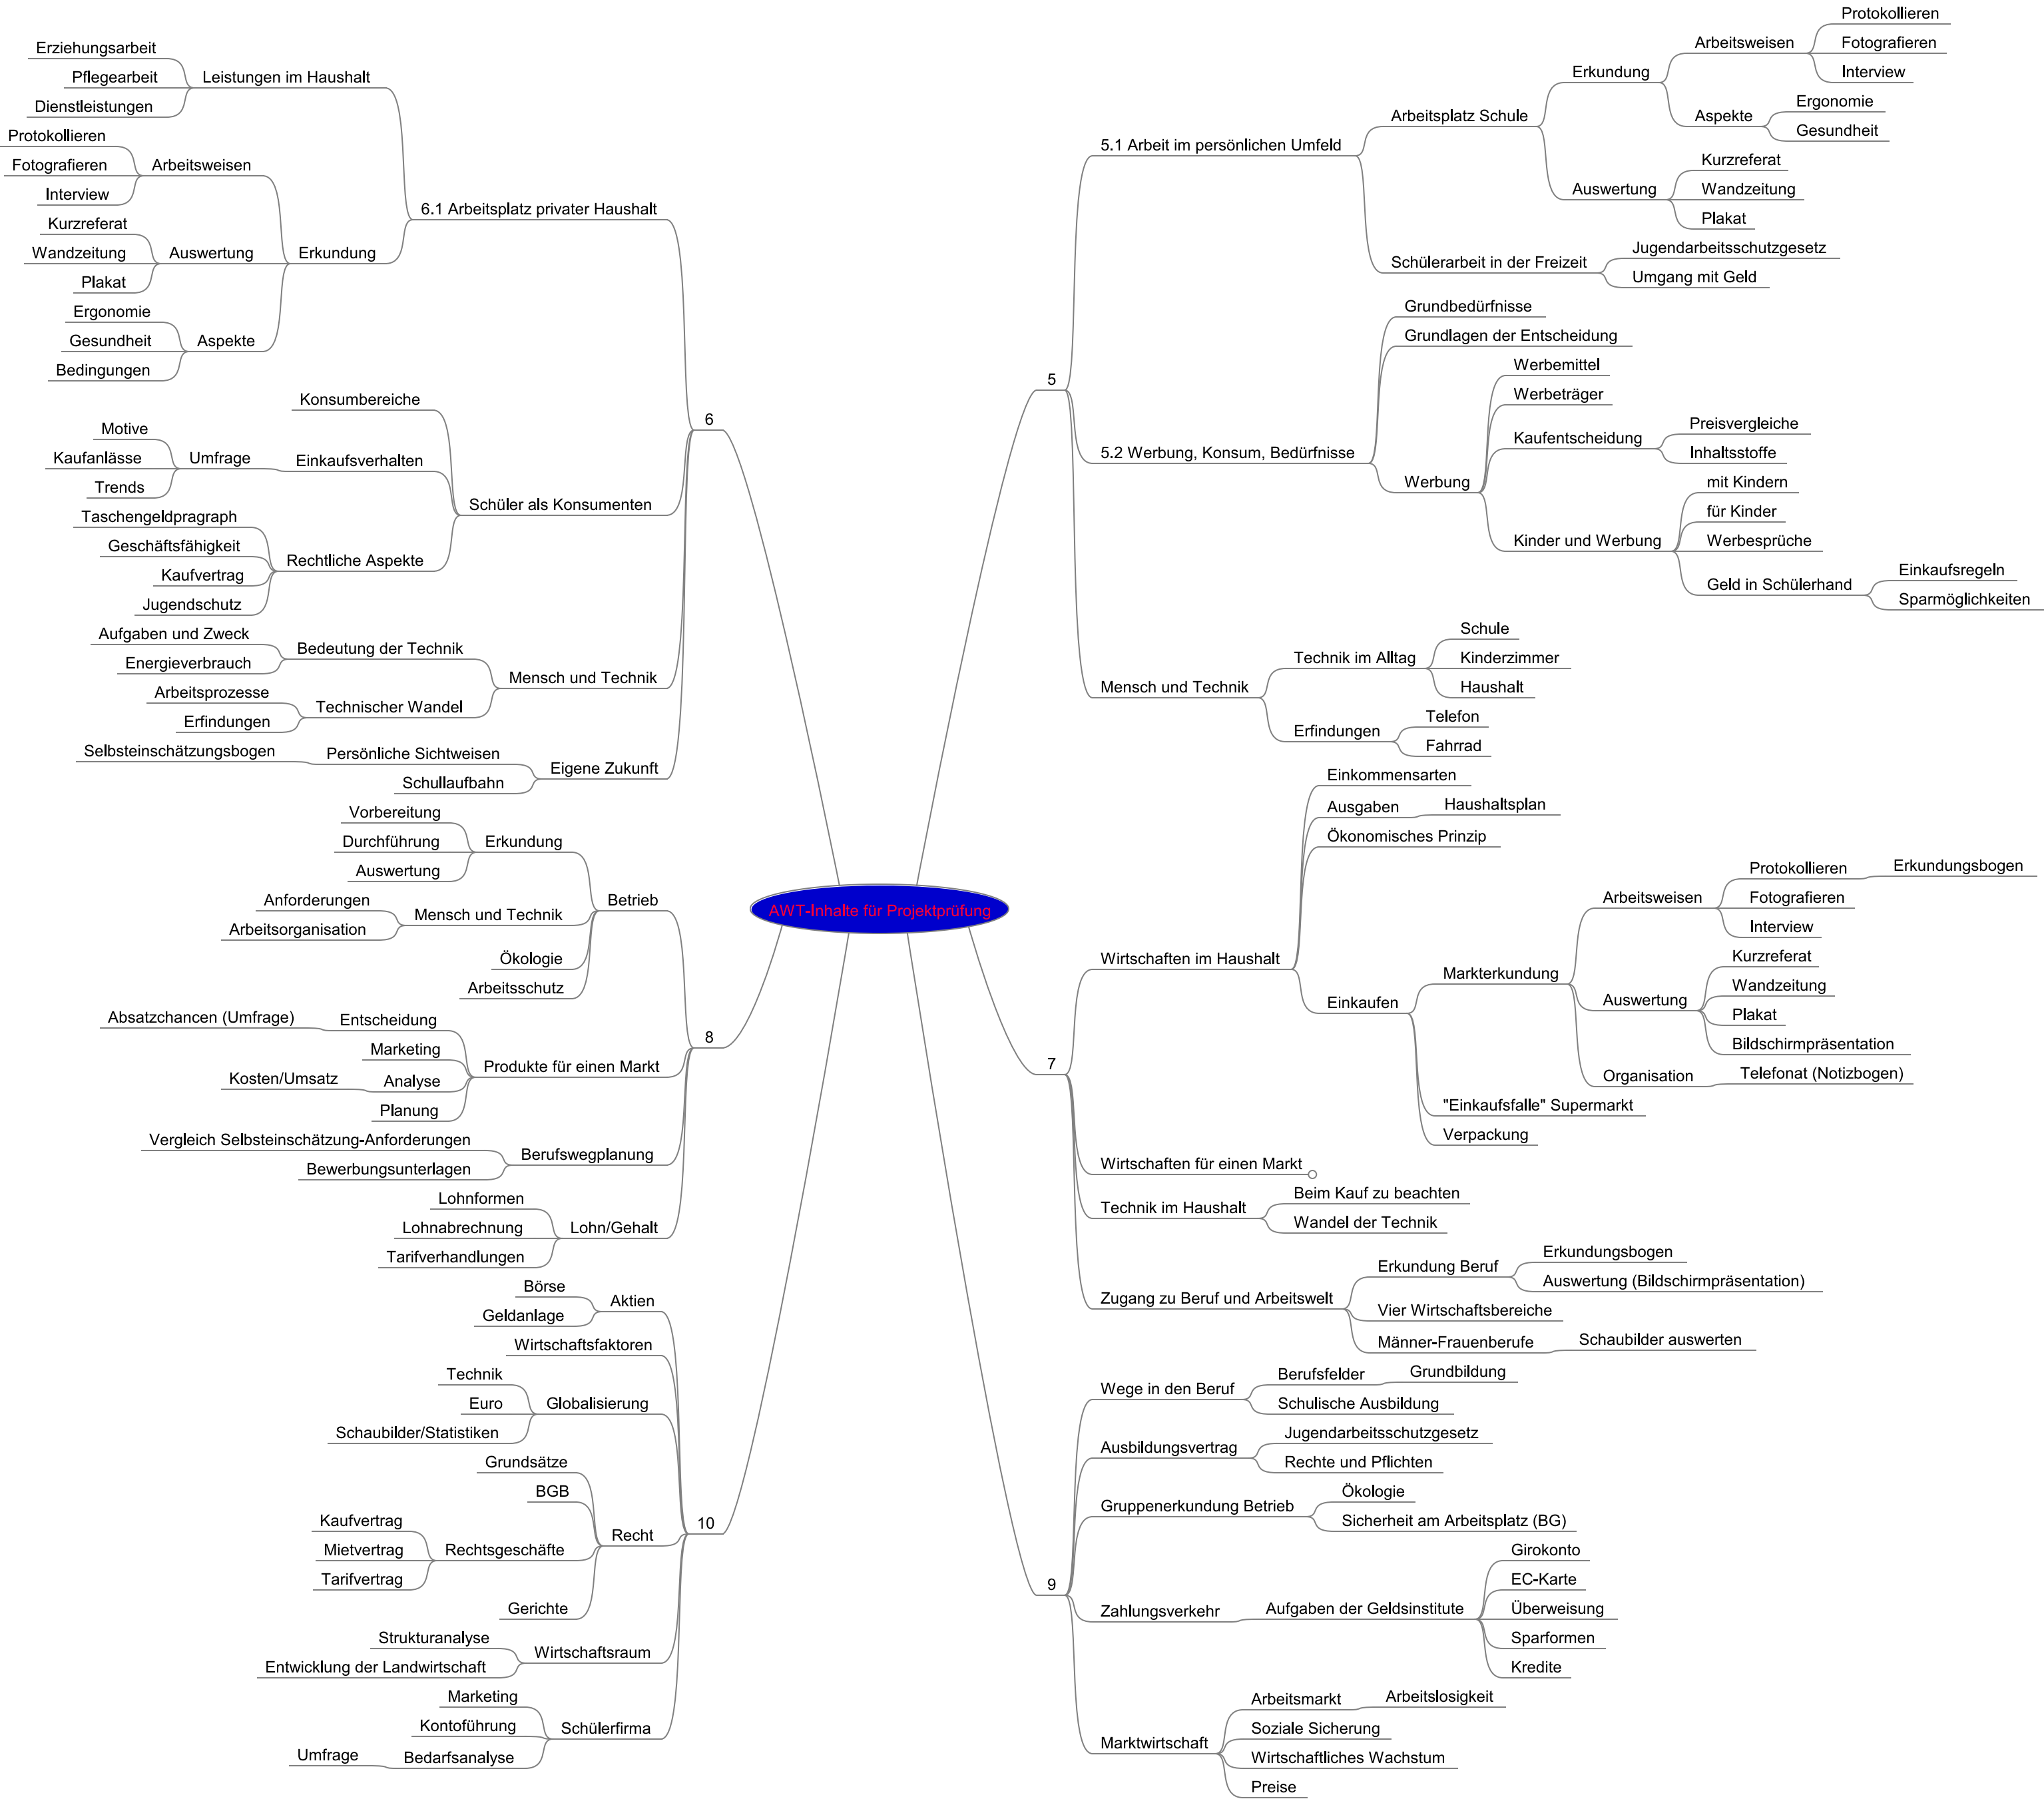 AWT-Inhalte für Projektprüfung
5
5.1 Arbeit im persönlichen Umfeld
Arbeitsplatz Schule
Erkundung
Arbeitsweisen
Protokollieren
Fotografieren
Interview
Aspekte
Ergonomie
Gesundheit
Auswertung
Kurzreferat
Wandzeitung
Plakat
Schülerarbeit in der Freizeit
Jugendarbeitsschutzgesetz
Umgang mit Geld
5.2 Werbung, Konsum, Bedürfnisse
Grundbedürfnisse
Grundlagen der Entscheidung
Werbung
Werbemittel
Werbeträger
Kaufentscheidung
Preisvergleiche
Inhaltsstoffe
Kinder und Werbung
mit Kindern
für Kinder
Werbesprüche
Geld in Schülerhand
Einkaufsregeln
Sparmöglichkeiten
Mensch und Technik
Technik im Alltag
Schule
Kinderzimmer
Haushalt
Erfindungen
Telefon
Fahrrad
6
6.1 Arbeitsplatz privater Haushalt
Leistungen im Haushalt
Erziehungsarbeit
Pflegearbeit
Dienstleistungen
Erkundung
Arbeitsweisen
Protokollieren
Fotografieren
Interview
Auswertung
Kurzreferat
Wandzeitung
Plakat
Aspekte
Ergonomie
Gesundheit
Bedingungen
Schüler als Konsumenten
Konsumbereiche
Einkaufsverhalten
Umfrage
Motive
Kaufanlässe
Trends
Rechtliche Aspekte
Taschengeldpragraph
Geschäftsfähigkeit
Kaufvertrag
Jugendschutz
Mensch und Technik
Bedeutung der Technik
Aufgaben und Zweck
Energieverbrauch
Technischer Wandel
Arbeitsprozesse
Erfindungen
Eigene Zukunft
Persönliche Sichtweisen
Selbsteinschätzungsbogen
Schullaufbahn
7
Wirtschaften im Haushalt
Einkommensarten
Ausgaben
Haushaltsplan
Ökonomisches Prinzip
Einkaufen
Markterkundung
Arbeitsweisen
Protokollieren
Erkundungsbogen
Fotografieren
Interview
Auswertung
Kurzreferat
Wandzeitung
Plakat
Bildschirmpräsentation
Organisation
Telefonat (Notizbogen)
"Einkaufsfalle" Supermarkt
Verpackung
Wirtschaften für einen Markt
Technik im Haushalt
Beim Kauf zu beachten
Wandel der Technik
Zugang zu Beruf und Arbeitswelt
Erkundung Beruf
Erkundungsbogen
Auswertung (Bildschirmpräsentation)
Vier Wirtschaftsbereiche
Männer-Frauenberufe
Schaubilder auswerten
8
Betrieb
Erkundung
Vorbereitung
Durchführung
Auswertung
Mensch und Technik
Anforderungen
Arbeitsorganisation
Ökologie
Arbeitsschutz
Produkte für einen Markt
Entscheidung
Absatzchancen (Umfrage)
Marketing
Analyse
Kosten/Umsatz
Planung
Berufswegplanung
Vergleich Selbsteinschätzung-Anforderungen
Bewerbungsunterlagen
Lohn/Gehalt
Lohnformen
Lohnabrechnung
Tarifverhandlungen
9
Wege in den Beruf
Berufsfelder
Grundbildung
Schulische Ausbildung
Ausbildungsvertrag
Jugendarbeitsschutzgesetz
Rechte und Pflichten
Gruppenerkundung Betrieb
Ökologie
Sicherheit am Arbeitsplatz (BG)
Zahlungsverkehr
Aufgaben der Geldsinstitute
Girokonto
EC-Karte
Überweisung
Sparformen
Kredite
Marktwirtschaft
Arbeitsmarkt
Arbeitslosigkeit
Soziale Sicherung
Wirtschaftliches Wachstum
Preise
10
Aktien
Börse
Geldanlage
Wirtschaftsfaktoren
Globalisierung
Technik
Euro
Schaubilder/Statistiken
Recht
Grundsätze
BGB
Rechtsgeschäfte
Kaufvertrag
Mietvertrag
Tarifvertrag
Gerichte
Wirtschaftsraum
Strukturanalyse
Entwicklung der Landwirtschaft
Schülerfirma
Marketing
Kontoführung
Bedarfsanalyse
Umfrage